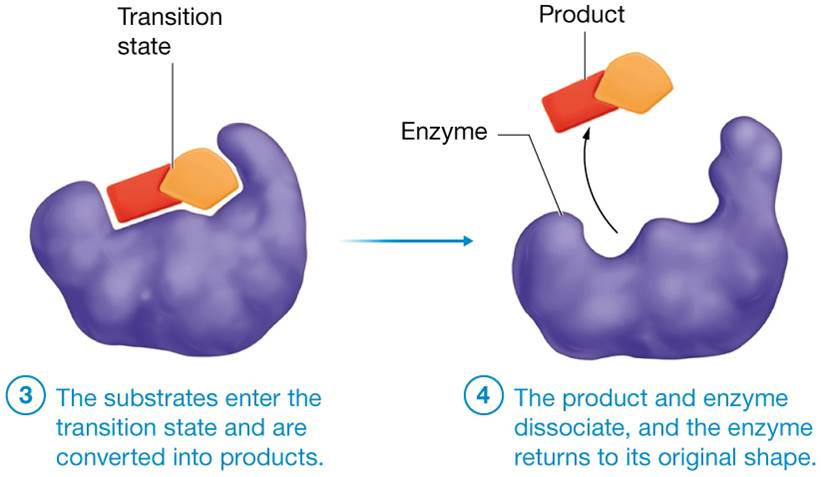 Transition
state
Product
Enzyme
3 The substrates enter the
transition state and are
converted into products.
4 The product and enzyme
dissociate, and the enzyme
returns to its original shape.